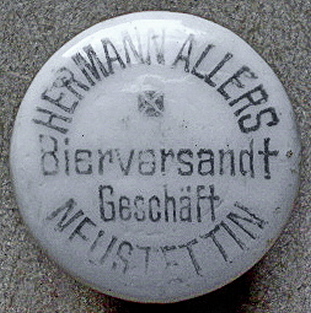 HERMANN ALLERS
Bierversandt
Geschäft
NEUSTETTIN